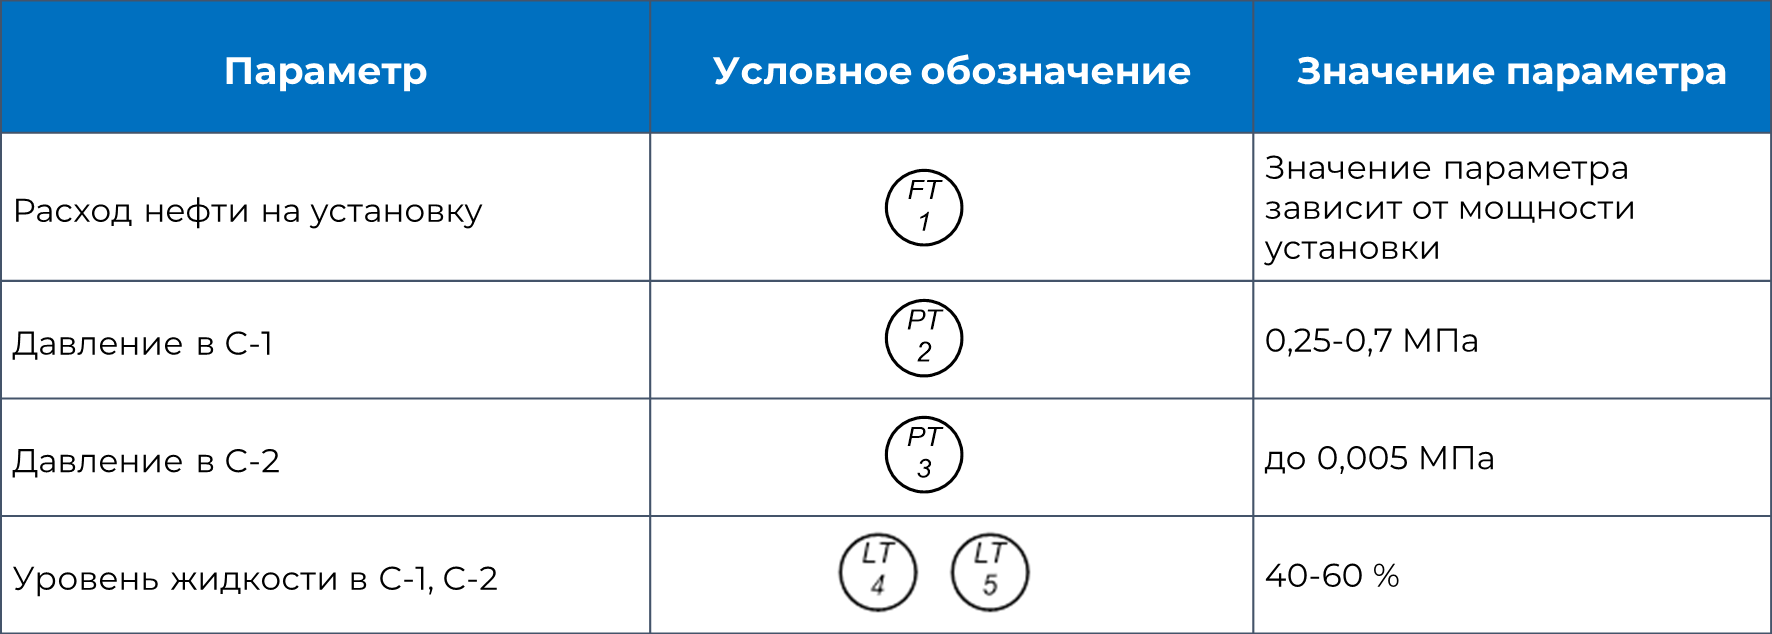 Параметр
Условное обозначение
Значение параметра
Расход нефти на установку
FT
1
Значение параметра
зависит от мощности
установки
Давление в С-1
PT
2
0,25-0,7 МПа
Давление в С-2
PT
3
до 0,005 МПа
Уровень жидкости в С-1, С-2
LT
4
LT
5
40-60 %